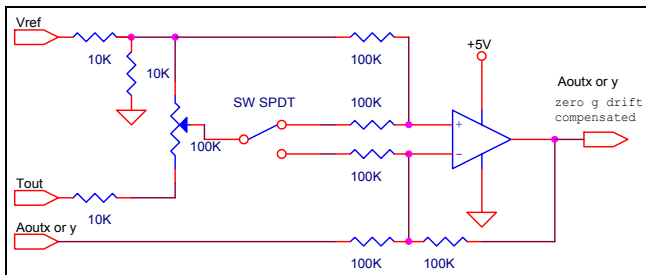 Vref
10K
10K
100K
+5V
SW SPDT
100K
100K
Aoutx or y
zero g drift
compensated
+
−
100K
Tout
10K
Aoutx or y
100K
100K